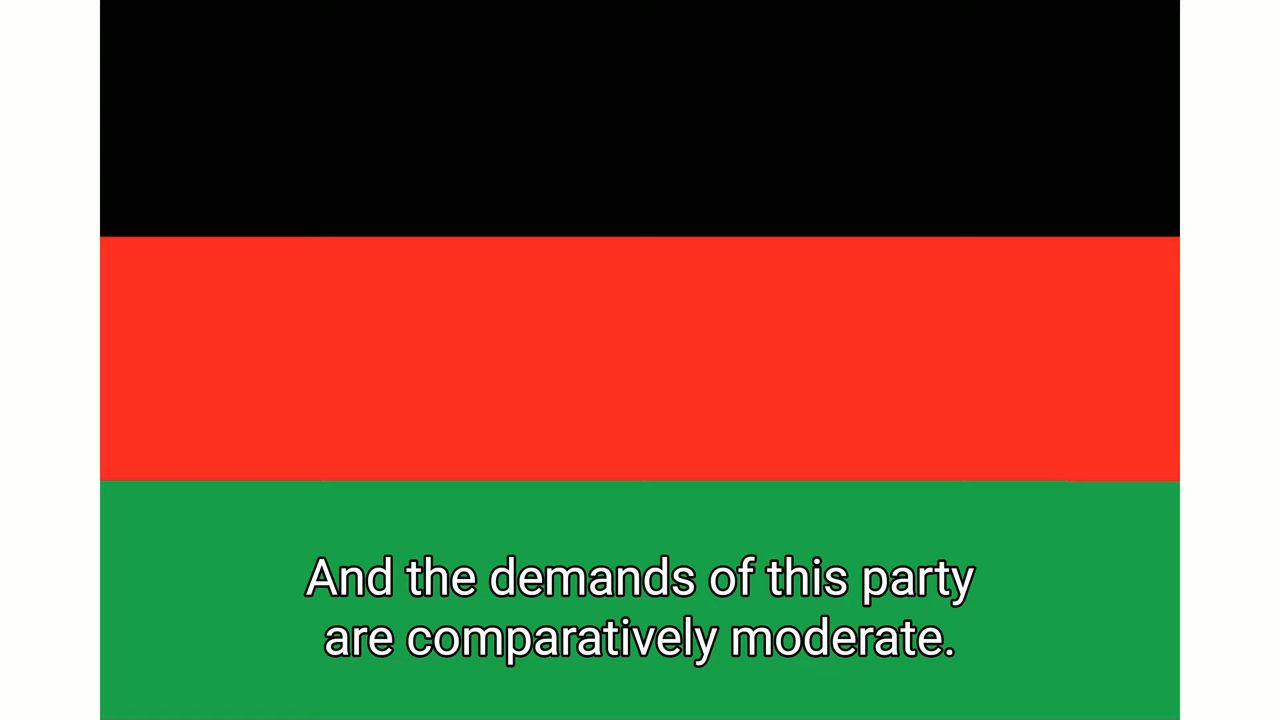 And the demands of this party
are comparatively moderate.